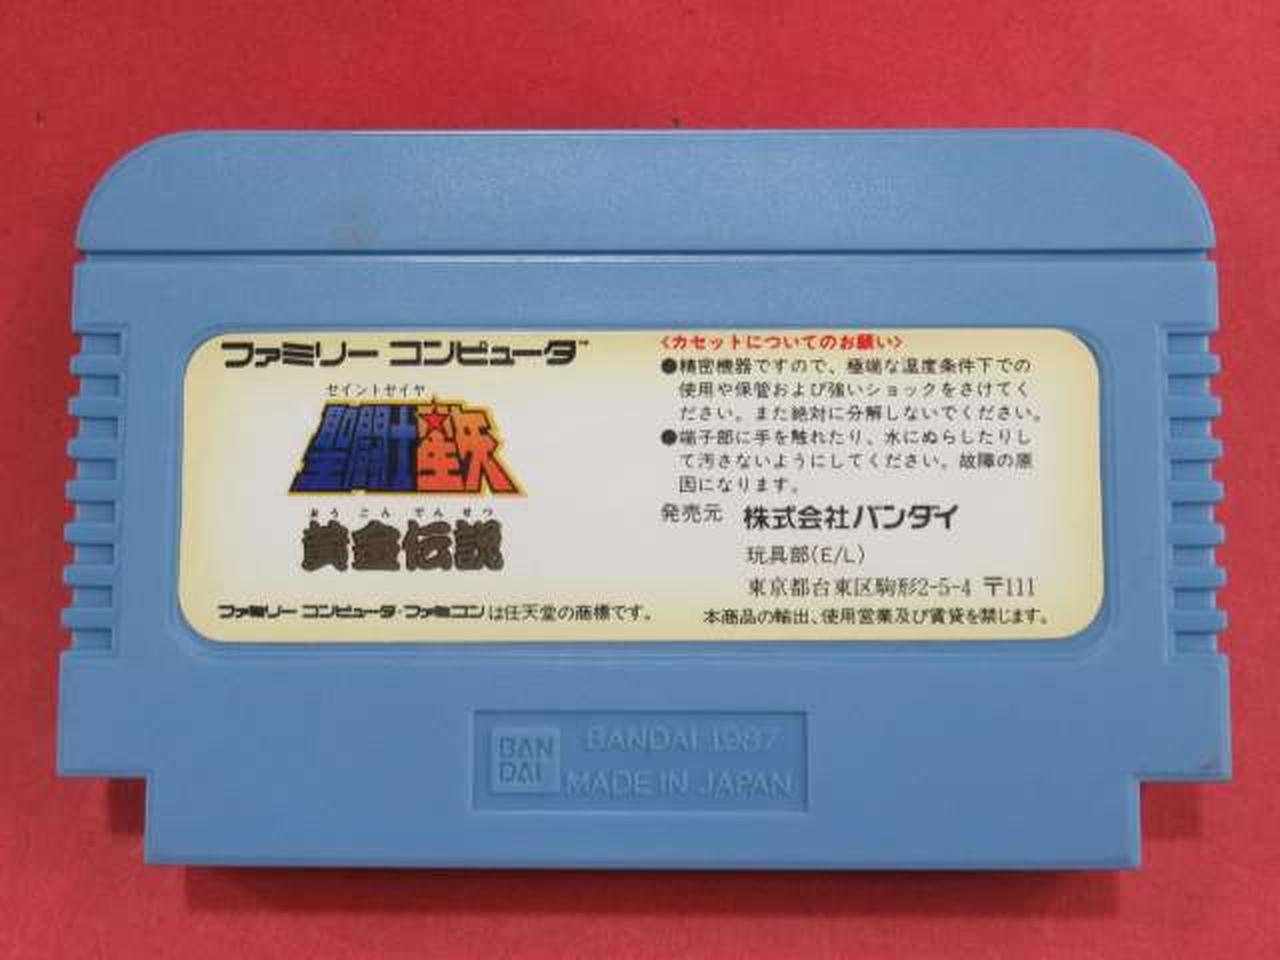 ファミリー コンピュータ™
セイントセイヤ
聖闘士星矢
おうごんでんせつ
黄金伝説
ファミリー コンピュータ・ファミコンは任天堂の商標です。
〈カセットについてのお願い〉
●精密機器ですので、極端な温度条件下での
使用や保管および強いショックをさけてく
ださい。また絶対に分解しないでください。
●端子部に手を触れたり、水にぬらしたりし
て汚さないようにしてください。故障の原
因になります。
発売元 株式会社バンダイ
玩具部(E/L)
東京都台東区駒形2-5-4 〒111
本商品の輸出、使用営業及び賃貸を禁じます。
BAN
DAI
BANDAI 1987
MADE IN JAPAN